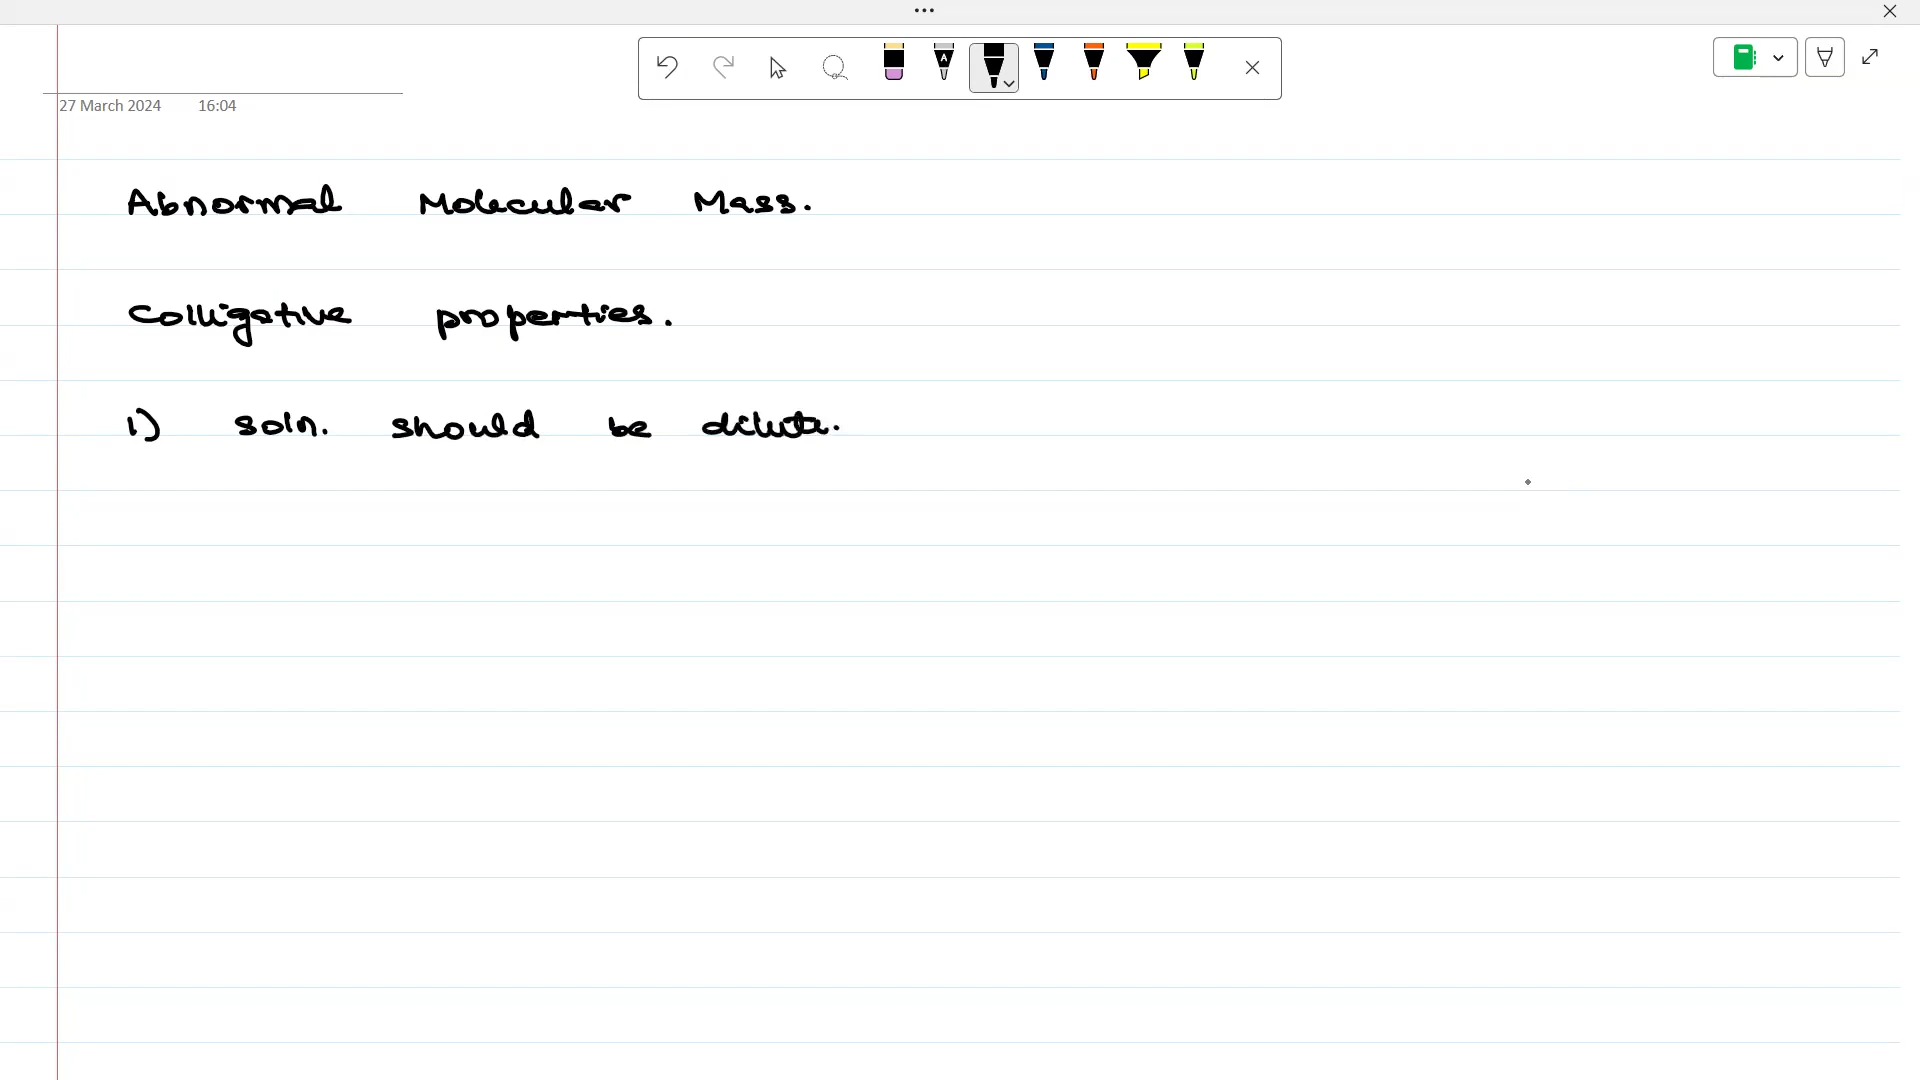 27 March 2024 16:04
Abnormal Molecular Mass.
Colligative properties.
1) soln. should be dilute.